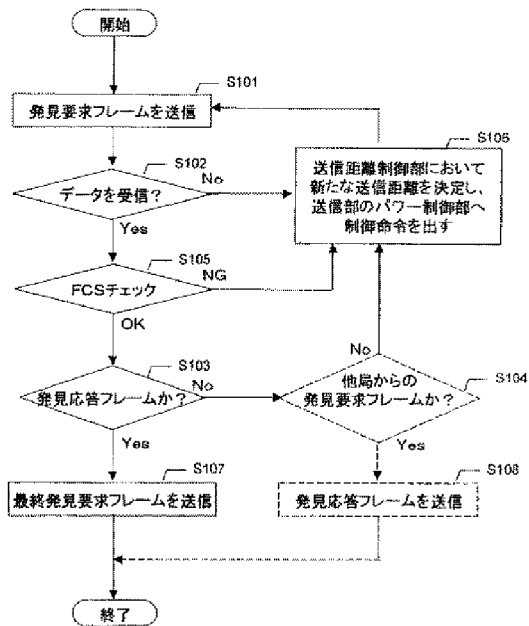 開始
S101
発見要求フレームを送信
S106
送信距離制御部において
新たな送信距離を決定し、
送信部のパワー制御部へ
制御命令を出す
S102
データを受信？
No
Yes
S105
FCSチェック
NG
OK
S103
発見応答フレームか？
No
Yes
No
S104
他局からの
発見要求フレームか？
Yes
S107
最終発見要求フレームを送信
S108
発見応答フレームを送信
終了